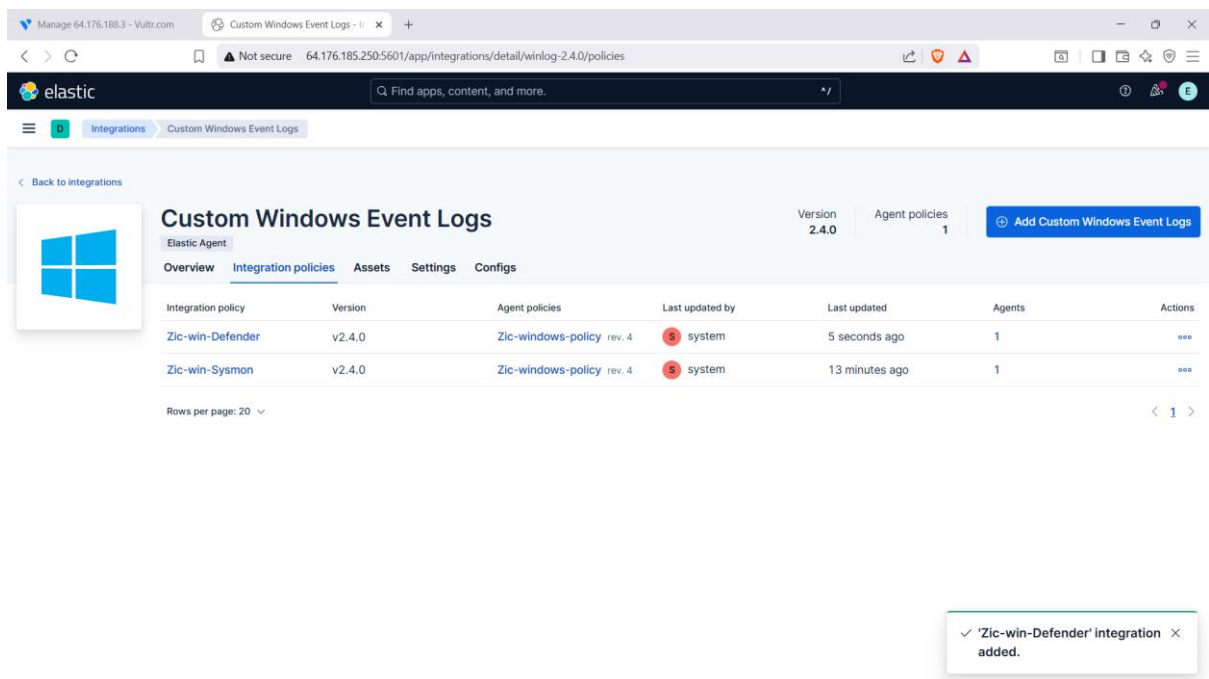 Manage 64.176.188.3 - Vultr.com
Custom Windows Event Logs - In
Not secure 64.176.185.250:5601/app/integrations/detail/winlog-2.4.0/policies
elastic
Find apps, content, and more.
^/
E
D
Integrations
Custom Windows Event Logs
Back to integrations
Custom Windows Event Logs
Elastic Agent
Version
2.4.0
Agent policies
1
Add Custom Windows Event Logs
Overview Integration policies Assets Settings Configs
Integration policy Version Agent policies Last updated by Last updated Agents Actions
Zic-win-Defender v2.4.0 Zic-windows-policy rev. 4 S system 5 seconds ago 1
Zic-win-Sysmon v2.4.0 Zic-windows-policy rev. 4 S system 13 minutes ago 1
Rows per page: 20
1
'Zic-win-Defender' integration
added.